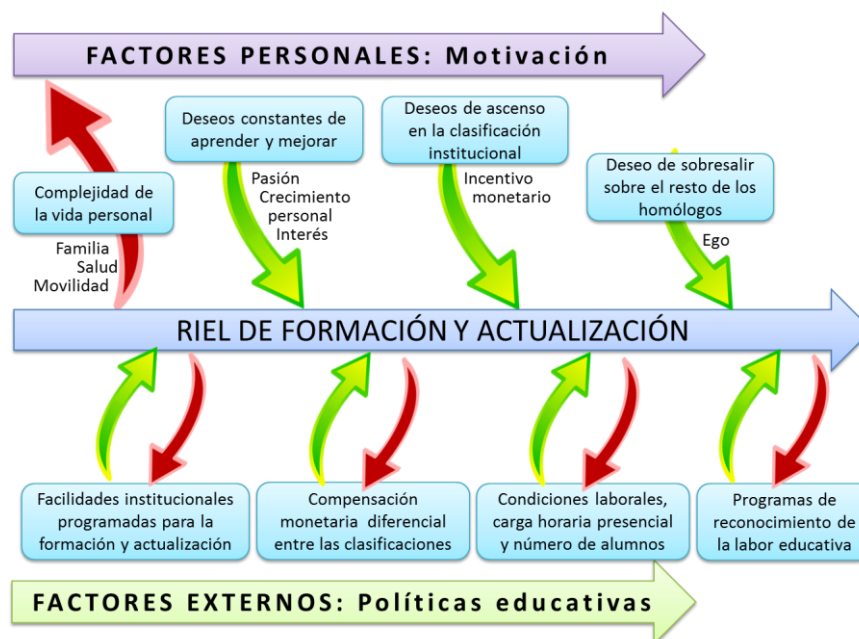 FACTORES PERSONALES: Motivación
Deseos constantes de
aprender y mejorar
Deseos de ascenso
en la clasificación
institucional
Deseo de sobresalir
sobre el resto de los
homólogos
Complejidad de
la vida personal
Familia
Salud
Movilidad
Pasión
Crecimiento
personal
Interés
Incentivo
monetario
Ego
RIEL DE FORMACIÓN Y ACTUALIZACIÓN
Facilidades institucionales
programadas para la
formación y actualización
Compensación
monetaria diferencial
entre las clasificaciones
Condiciones laborales,
carga horaria presencial
y número de alumnos
Programas de
reconocimiento de
la labor educativa
FACTORES EXTERNOS: Políticas educativas